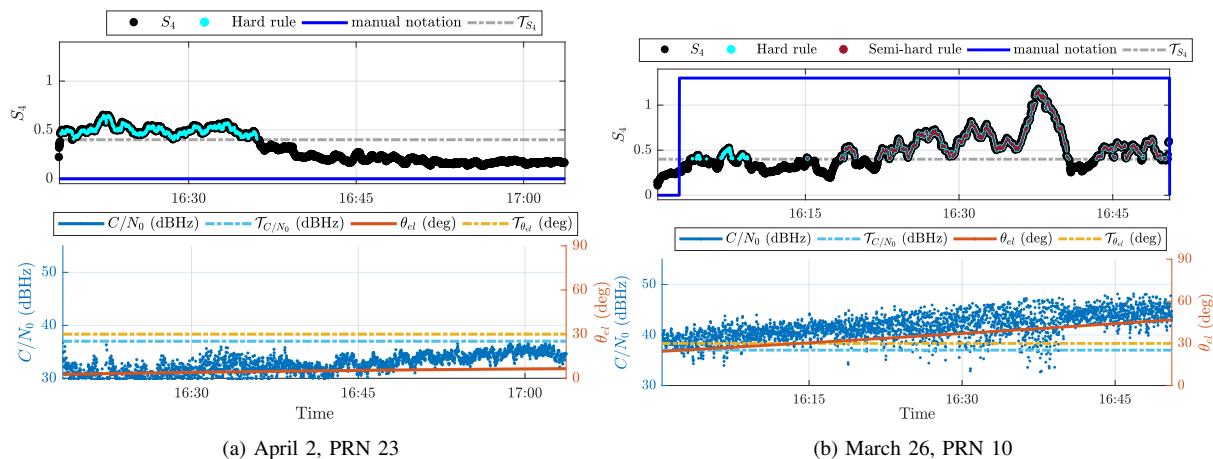 S4 Hard rule manual notation 𝒯S4
1
0.5
0
S4
16:30 16:45 17:00
C/N0 (dBHz) 𝒯C/N0 (dBHz) θel (deg) 𝒯θel (deg)
50
40
30
C/N0 (dBHz)
90
60
30
0
θel (deg)
16:30 16:45 17:00
Time
(a) April 2, PRN 23
S4 Hard rule Semi-hard rule manual notation 𝒯S4
1
0.5
0
S4
16:15 16:30 16:45
C/N0 (dBHz) 𝒯C/N0 (dBHz) θel (deg) 𝒯θel (deg)
50
40
30
C/N0 (dBHz)
90
60
30
0
θel (deg)
16:15 16:30 16:45
Time
(b) March 26, PRN 10